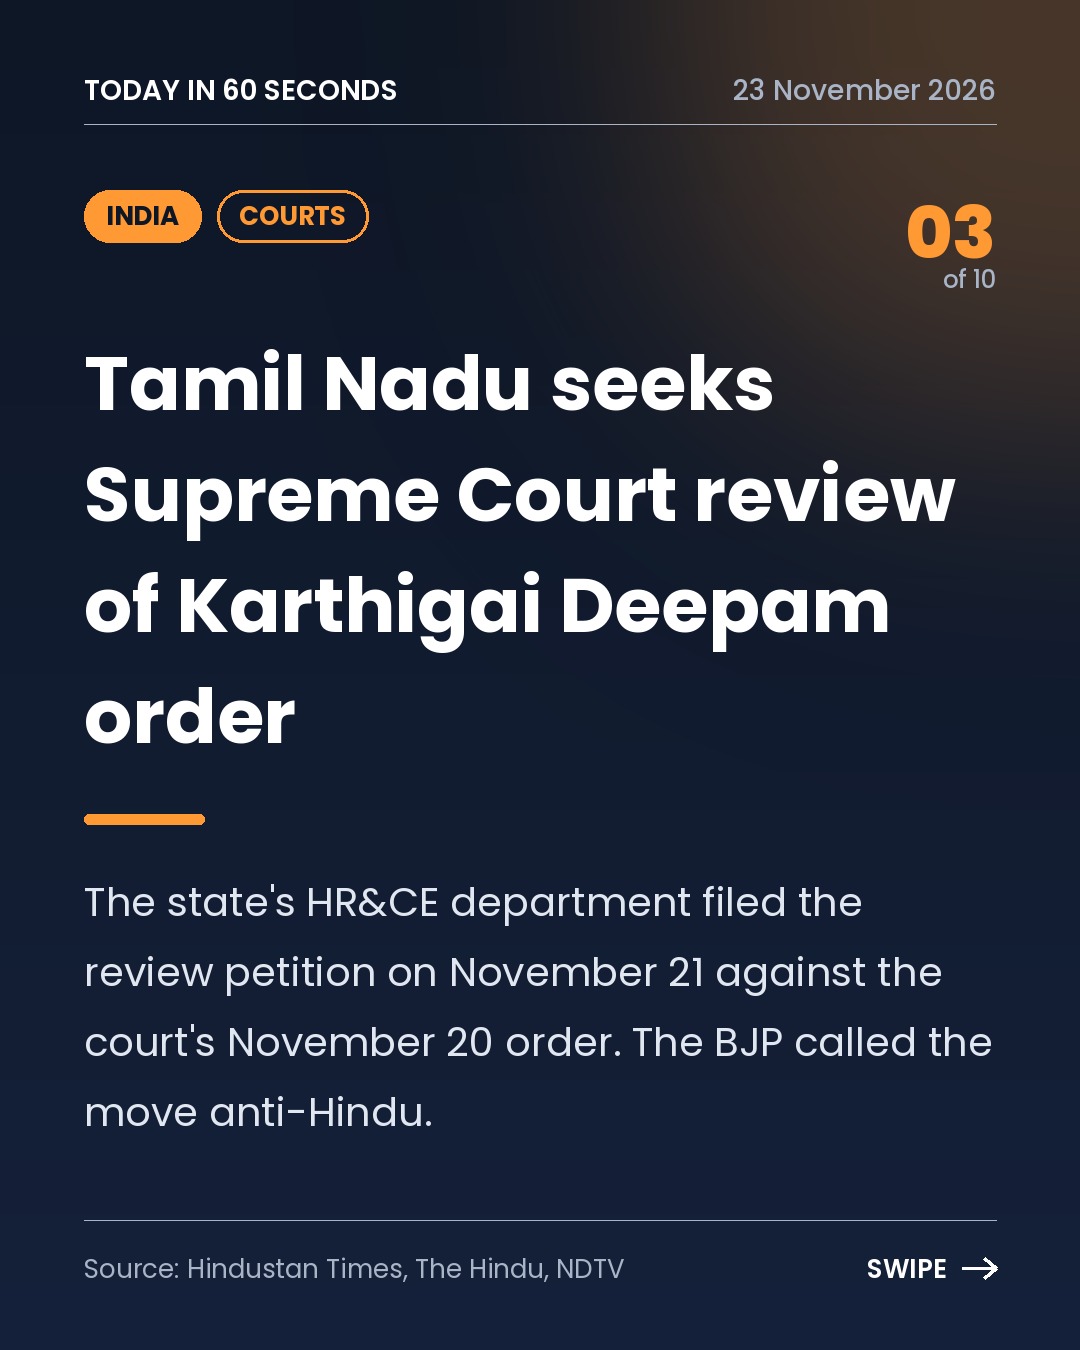 TODAY IN 60 SECONDS
23 November 2026
INDIA
COURTS
03
of 10
Tamil Nadu seeks
Supreme Court review
of Karthigai Deepam
order
The state's HR&CE department filed the
review petition on November 21 against the
court's November 20 order. The BJP called the
move anti-Hindu.
Source: Hindustan Times, The Hindu, NDTV
SWIPE →